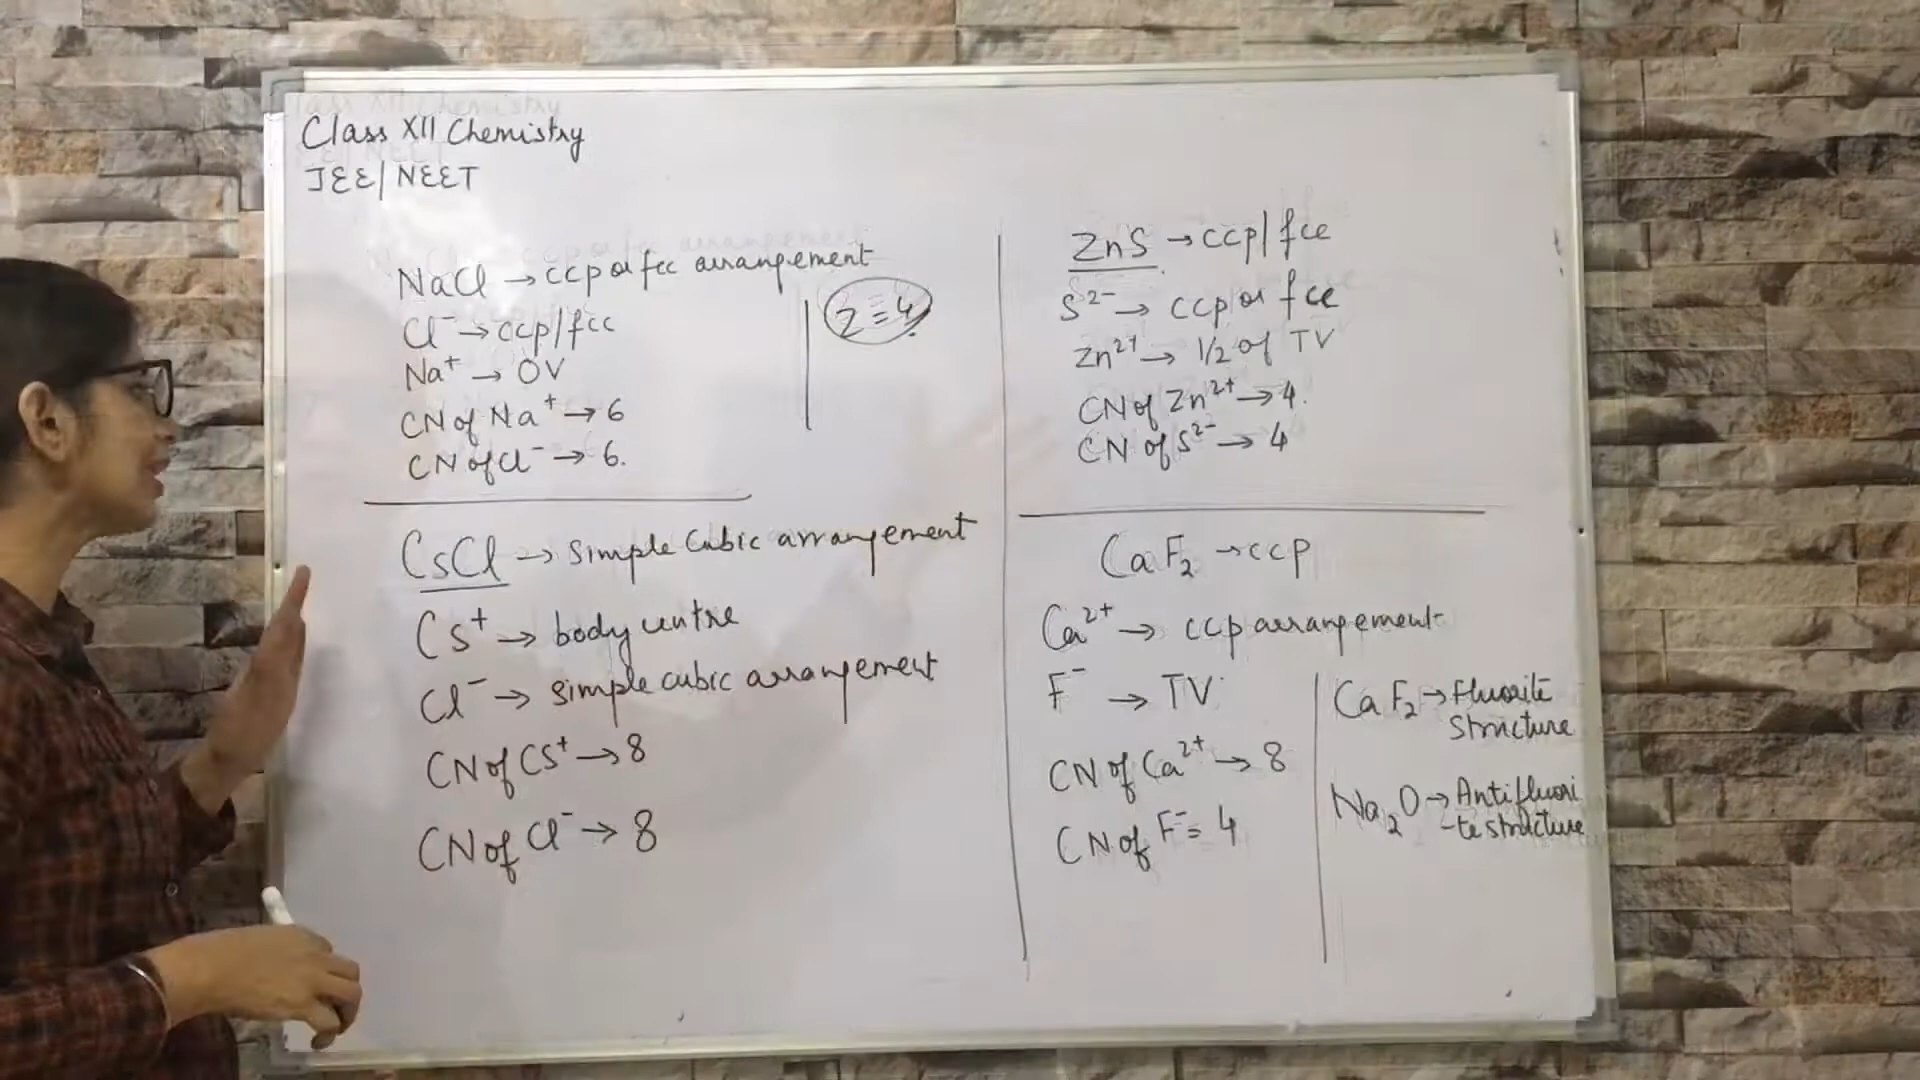 Class XII Chemistry
JEE/NEET
NaCl → ccp or fcc arrangement
Cl⁻ → ccp/fcc
Na⁺ → OV
CN of Na⁺ → 6
CN of Cl⁻ → 6.
Z = 4
CsCl → simple cubic arrangement
Cs⁺ → body centre
Cl⁻ → simple cubic arrangement
CN of Cs⁺ → 8
CN of Cl⁻ → 8
ZnS → ccp/fcc
S²⁻ → ccp or fcc
Zn²⁺ → 1/2 of TV
CN of Zn²⁺ → 4.
CN of S²⁻ → 4
CaF₂ → ccp
Ca²⁺ → ccp arrangement
F⁻ → TV
CN of Ca²⁺ → 8
CN of F⁻ = 4
CaF₂ → Fluorite
structure
Na₂O → Antifluori
-te structure